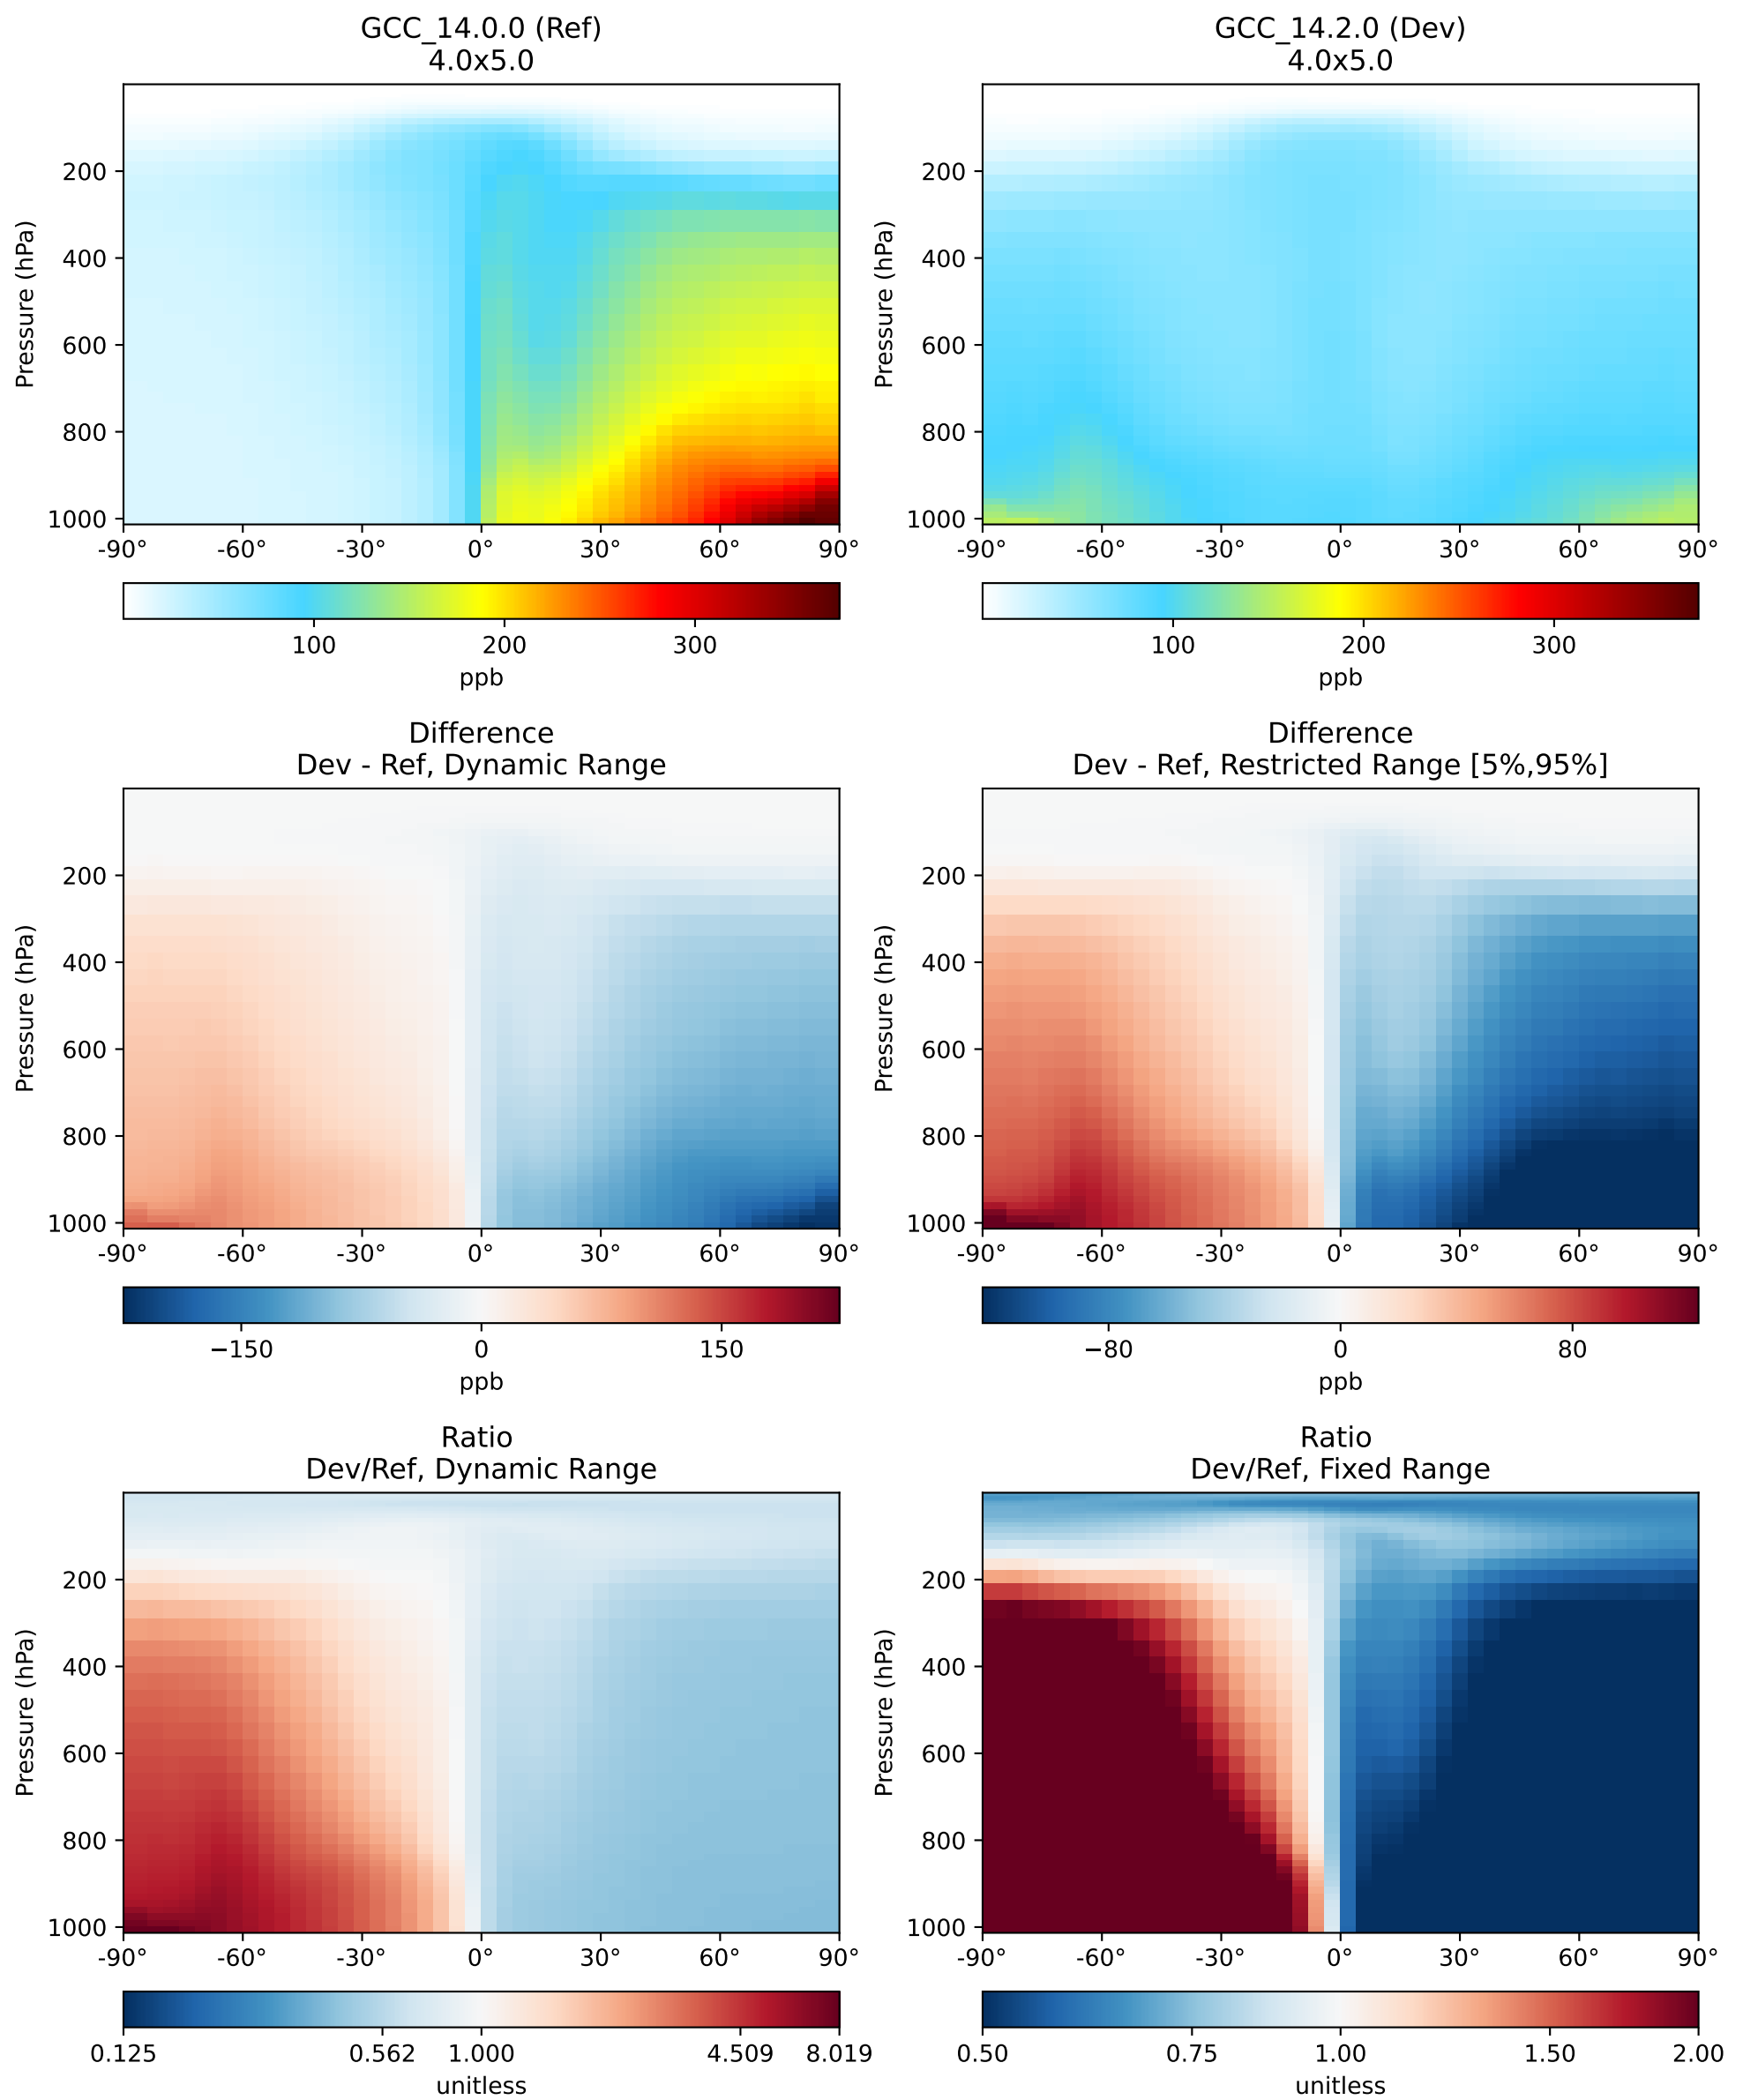 GCC_14.0.0 (Ref)
4.0x5.0
Pressure (hPa)
200
400
600
800
1000
-90° -60° -30° 0° 30° 60° 90°
100 200 300
ppb
GCC_14.2.0 (Dev)
4.0x5.0
Pressure (hPa)
200
400
600
800
1000
-90° -60° -30° 0° 30° 60° 90°
100 200 300
ppb
Difference
Dev - Ref, Dynamic Range
Pressure (hPa)
200
400
600
800
1000
-90° -60° -30° 0° 30° 60° 90°
−150 0 150
ppb
Difference
Dev - Ref, Restricted Range [5%,95%]
Pressure (hPa)
200
400
600
800
1000
-90° -60° -30° 0° 30° 60° 90°
−80 0 80
ppb
Ratio
Dev/Ref, Dynamic Range
Pressure (hPa)
200
400
600
800
1000
-90° -60° -30° 0° 30° 60° 90°
0.125 0.562 1.000 4.509 8.019
unitless
Ratio
Dev/Ref, Fixed Range
Pressure (hPa)
200
400
600
800
1000
-90° -60° -30° 0° 30° 60° 90°
0.50 0.75 1.00 1.50 2.00
unitless